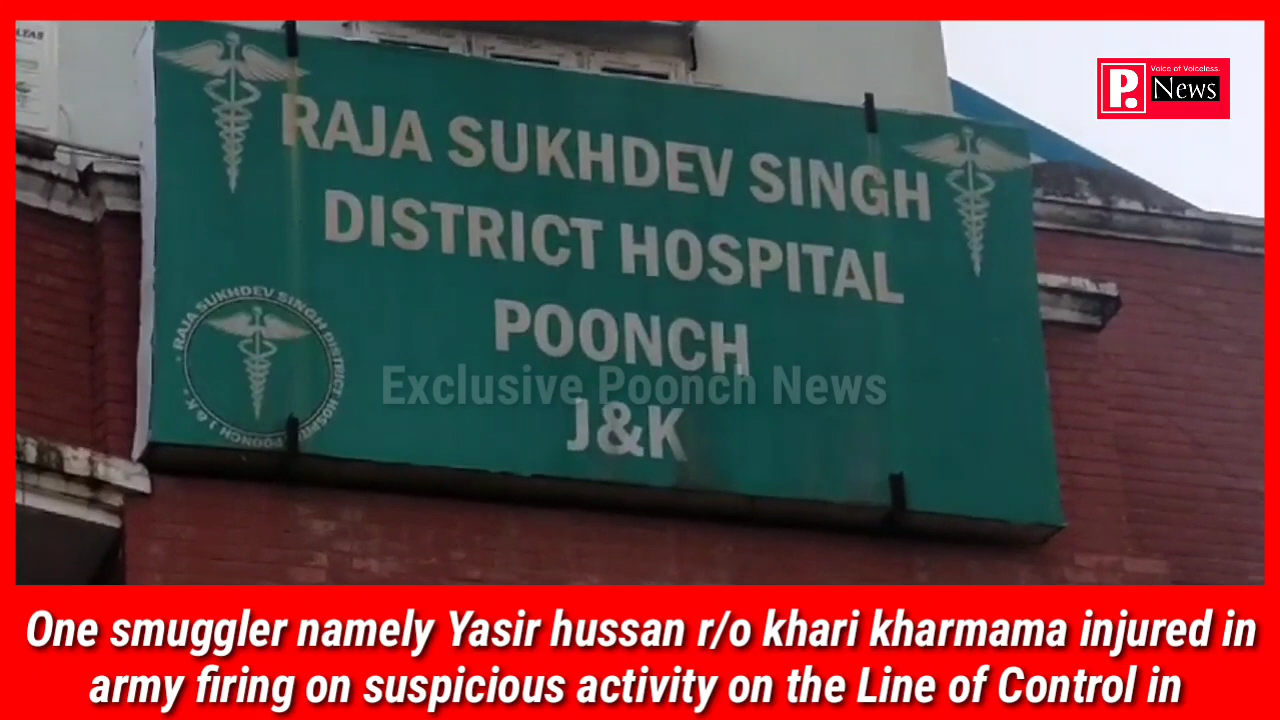 Voice of Voiceless.
P. News
RAJA SUKHDEV SINGH
DISTRICT HOSPITAL
POONCH
J&K
RAJA SUKHDEV SINGH DISTRICT HOSPITAL POONCH J & K
Exclusive Poonch News
One smuggler namely Yasir hussan r/o khari kharmama injured in
army firing on suspicious activity on the Line of Control in